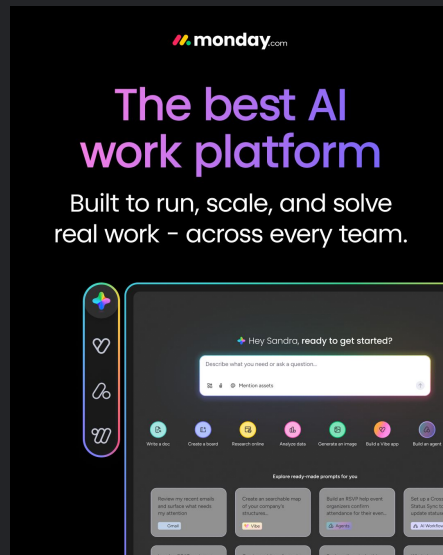 monday.com
The best AI
work platform
Built to run, scale, and solve
real work - across every team.
Hey Sandra, ready to get started?
Describe what you need or ask a question...
Mention assets
Write a doc
Create a board
Research online
Analyze data
Generate an image
Build a Vibe app
Build an agent
Explore ready-made prompts for you
Review my recent emails
and surface what needs
my attention
Gmail
Create an searchable map
of your company's
structures...
Vibe
Build an RSVP help event
organizers confirm
attendance for their even...
Agents
Set up a Cross
Status Sync to
update statuse
AI Workflow